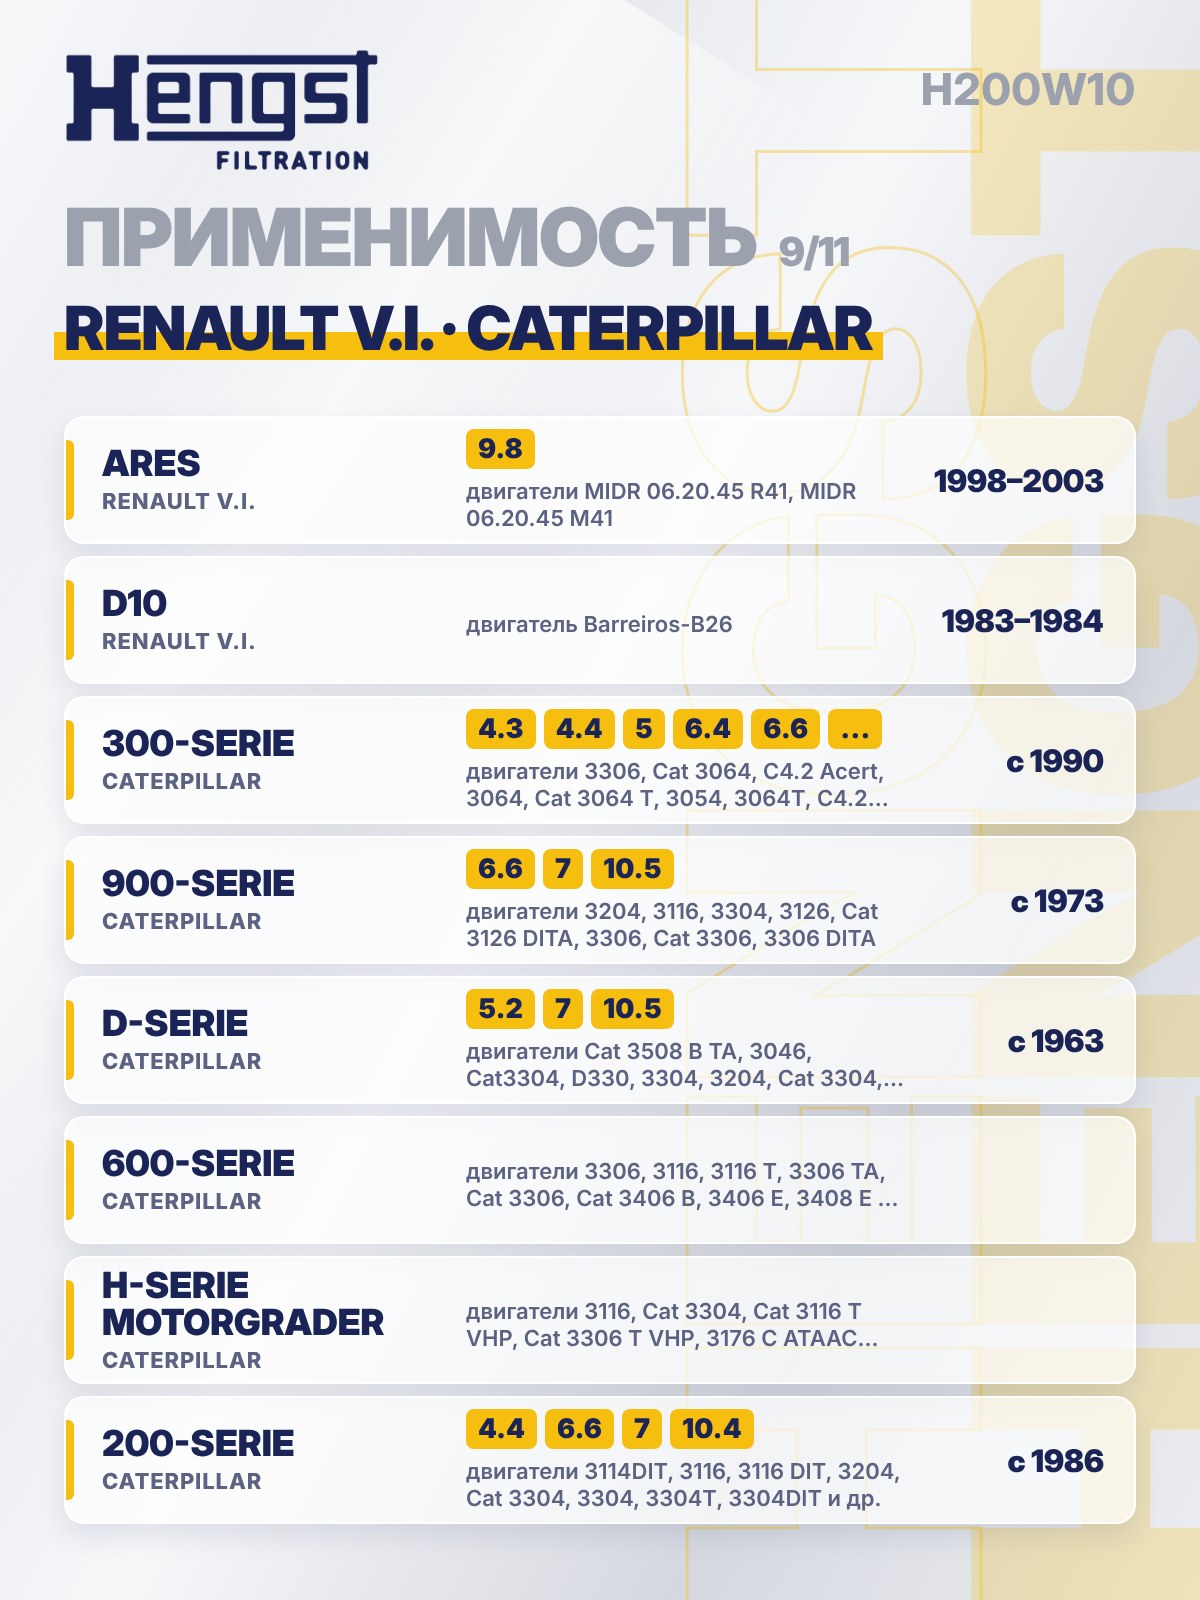 Hengst
FILTRATION
H200W10
ПРИМЕНИМОСТЬ 9/11
RENAULT V.I. · CATERPILLAR
ARES
RENAULT V.I.
9.8
двигатели MIDR 06.20.45 R41, MIDR
06.20.45 M41
1998–2003
D10
RENAULT V.I.
двигатель Barreiros-B26
1983–1984
300-SERIE
CATERPILLAR
4.3 4.4 5 6.4 6.6 ...
двигатели 3306, Cat 3064, C4.2 Acert,
3064, Cat 3064 T, 3054, 3064T, C4.2...
с 1990
900-SERIE
CATERPILLAR
6.6 7 10.5
двигатели 3204, 3116, 3304, 3126, Cat
3126 DITA, 3306, Cat 3306, 3306 DITA
с 1973
D-SERIE
CATERPILLAR
5.2 7 10.5
двигатели Cat 3508 B TA, 3046,
Cat3304, D330, 3304, 3204, Cat 3304,...
с 1963
600-SERIE
CATERPILLAR
двигатели 3306, 3116, 3116 T, 3306 TA,
Cat 3306, Cat 3406 B, 3406 E, 3408 E ...
H-SERIE
MOTORGRADER
CATERPILLAR
двигатели 3116, Cat 3304, Cat 3116 T
VHP, Cat 3306 T VHP, 3176 C ATAAC...
200-SERIE
CATERPILLAR
4.4 6.6 7 10.4
двигатели 3114DIT, 3116, 3116 DIT, 3204,
Cat 3304, 3304, 3304T, 3304DIT и др.
с 1986
HENGST